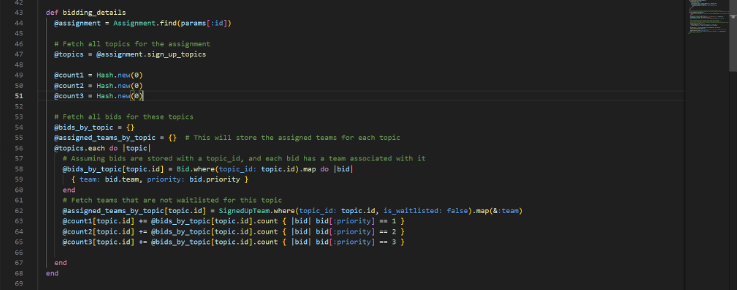 42
43 def bidding_details
44 @assignment = Assignment.find(params[:id])
45
46 # Fetch all topics for the assignment
47 @topics = @assignment.sign_up_topics
48
49 @count1 = Hash.new(0)
50 @count2 = Hash.new(0)
51 @count3 = Hash.new(0)
52
53 # Fetch all bids for these topics
54 @bids_by_topic = {}
55 @assigned_teams_by_topic = {} # This will store the assigned teams for each topic
56 @topics.each do |topic|
57 # Assuming bids are stored with a topic_id, and each bid has a team associated with it
58 @bids_by_topic[topic.id] = Bid.where(topic_id: topic.id).map do |bid|
59 { team: bid.team, priority: bid.priority }
60 end
61 # Fetch teams that are not waitlisted for this topic
62 @assigned_teams_by_topic[topic.id] = SignedUpTeam.where(topic_id: topic.id, is_waitlisted: false).map(&:team)
63 @count1[topic.id] += @bids_by_topic[topic.id].count { |bid| bid[:priority] == 1 }
64 @count2[topic.id] += @bids_by_topic[topic.id].count { |bid| bid[:priority] == 2 }
65 @count3[topic.id] += @bids_by_topic[topic.id].count { |bid| bid[:priority] == 3 }
66
67 end
68 end
69